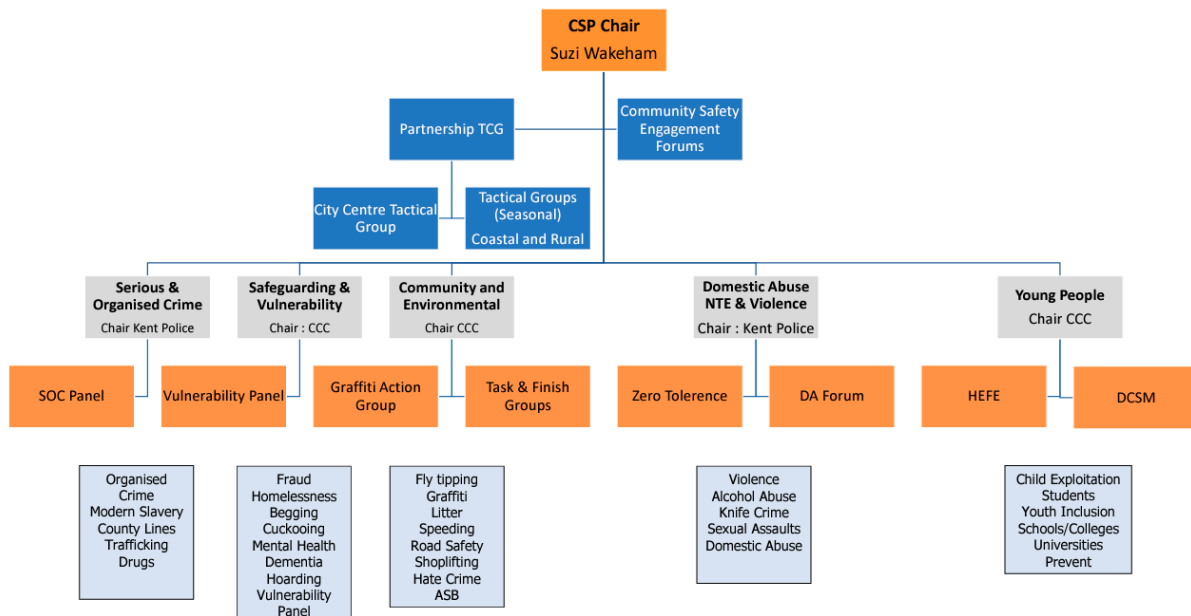 CSP Chair
Suzi Wakeham
Partnership TCG
Community Safety
Engagement
Forums
City Centre Tactical
Group
Tactical Groups
(Seasonal)
Coastal and Rural
Serious &
Organised Crime
Chair Kent Police
Safeguarding &
Vulnerability
Chair : CCC
Community and
Environmental
Chair CCC
Domestic Abuse
NTE & Violence
Chair : Kent Police
Young People
Chair CCC
SOC Panel
Vulnerability Panel
Graffiti Action
Group
Task & Finish
Groups
Zero Tolerence
DA Forum
HEFE
DCSM
Organised
Crime
Modern Slavery
County Lines
Trafficking
Drugs
Fraud
Homelessness
Begging
Cuckooing
Mental Health
Dementia
Hoarding
Vulnerability
Panel
Fly tipping
Graffiti
Litter
Speeding
Road Safety
Shoplifting
Hate Crime
ASB
Violence
Alcohol Abuse
Knife Crime
Sexual Assaults
Domestic Abuse
Child Exploitation
Students
Youth Inclusion
Schools/Colleges
Universities
Prevent